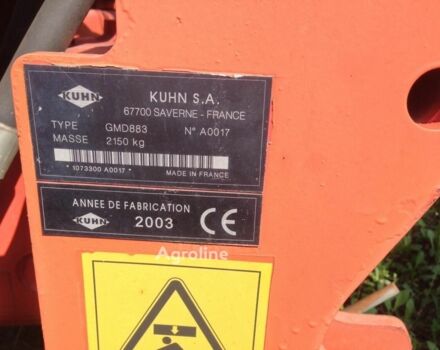 KUHN
KUHN S.A.
67700 SAVERNE - FRANCE
TYPE GMD883 N° A0017
MASSE 2150 kg
*1073300 A0017*
MADE IN FRANCE
ANNEE DE FABRICATION
KUHN 2003 CE
Agroline